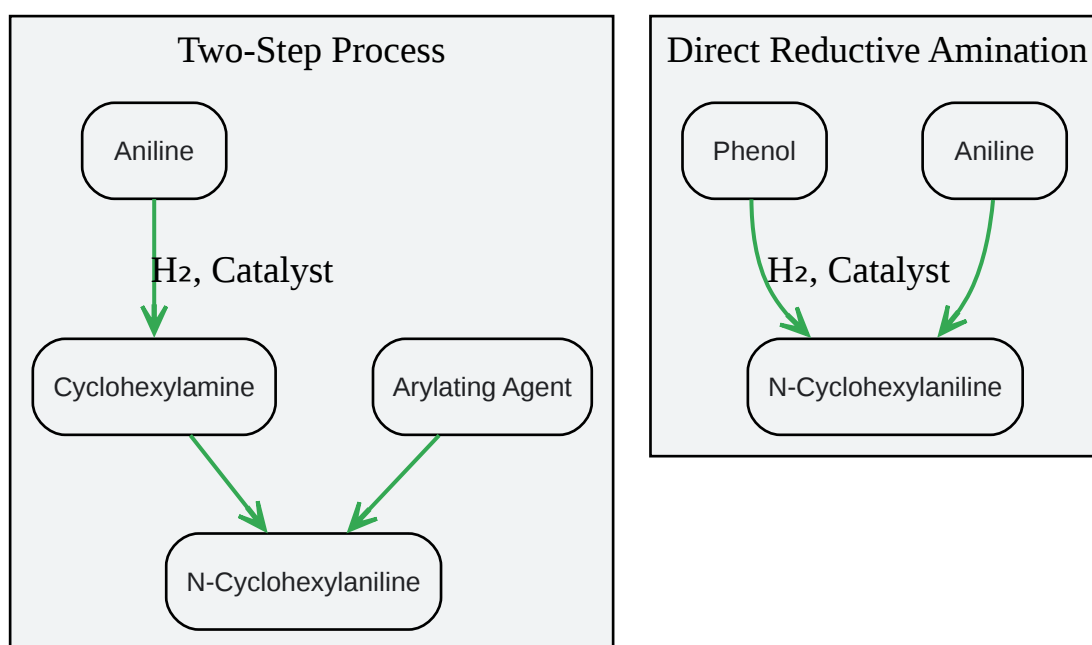 Two-Step Process
Aniline
H₂, Catalyst
Cyclohexylamine
Arylating Agent
N-Cyclohexylaniline
Direct Reductive Amination
Phenol
Aniline
H₂, Catalyst
N-Cyclohexylaniline